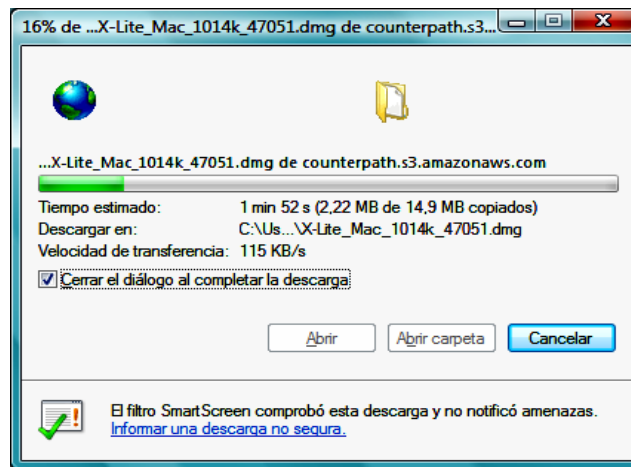 16% de ...X-Lite_Mac_1014k_47051.dmg de counterpath.s3...
...X-Lite_Mac_1014k_47051.dmg de counterpath.s3.amazonaws.com
Tiempo estimado: 1 min 52 s (2,22 MB de 14,9 MB copiados)
Descargar en: C:\Us...\X-Lite_Mac_1014k_47051.dmg
Velocidad de transferencia: 115 KB/s
Cerrar el diálogo al completar la descarga
Abrir Abrir carpeta Cancelar
El filtro SmartScreen comprobó esta descarga y no notificó amenazas.
Informar una descarga no segura.